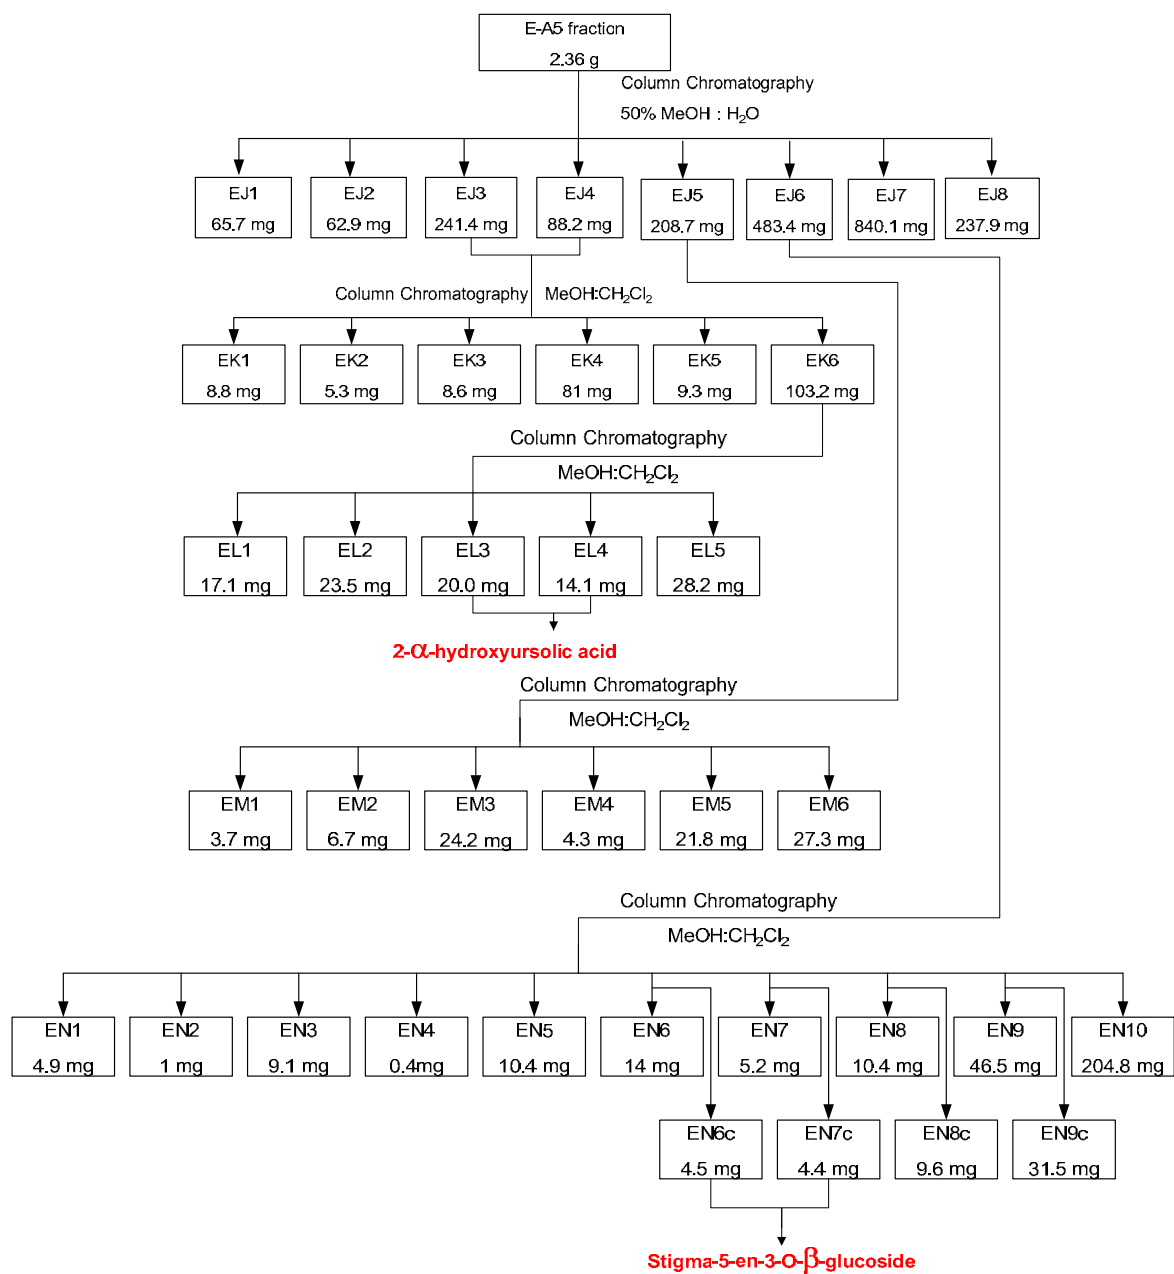 E-A5 fraction
2.36 g
Column Chromatography
50% MeOH : H₂O
EJ1
65.7 mg
EJ2
62.9 mg
EJ3
241.4 mg
EJ4
88.2 mg
EJ5
208.7 mg
EJ6
483.4 mg
EJ7
840.1 mg
EJ8
237.9 mg
Column Chromatography MeOH:CH₂Cl₂
EK1
8.8 mg
EK2
5.3 mg
EK3
8.6 mg
EK4
81 mg
EK5
9.3 mg
EK6
103.2 mg
Column Chromatography
MeOH:CH₂Cl₂
EL1
17.1 mg
EL2
23.5 mg
EL3
20.0 mg
EL4
14.1 mg
EL5
28.2 mg
2-α-hydroxyursolic acid
Column Chromatography
MeOH:CH₂Cl₂
EM1
3.7 mg
EM2
6.7 mg
EM3
24.2 mg
EM4
4.3 mg
EM5
21.8 mg
EM6
27.3 mg
Column Chromatography
MeOH:CH₂Cl₂
EN1
4.9 mg
EN2
1 mg
EN3
9.1 mg
EN4
0.4mg
EN5
10.4 mg
EN6
14 mg
EN7
5.2 mg
EN8
10.4 mg
EN9
46.5 mg
EN10
204.8 mg
EN6c
4.5 mg
EN7c
4.4 mg
EN8c
9.6 mg
EN9c
31.5 mg
Stigma-5-en-3-O-β-glucoside